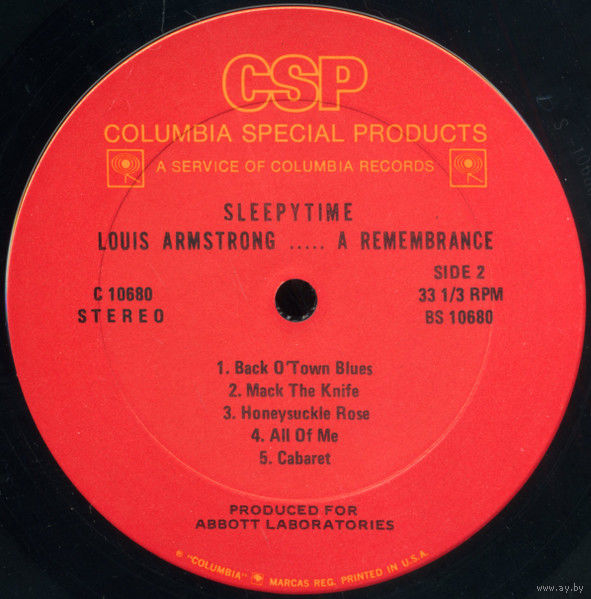 CSP
COLUMBIA SPECIAL PRODUCTS
A SERVICE OF COLUMBIA RECORDS
SLEEPYTIME
LOUIS ARMSTRONG ..... A REMEMBRANCE
SIDE 2
C 10680
33 1/3 RPM
STEREO
BS 10680
1. Back O'Town Blues
2. Mack The Knife
3. Honeysuckle Rose
4. All Of Me
5. Cabaret
PRODUCED FOR
ABBOTT LABORATORIES
℗ "COLUMBIA" MARCAS REG. PRINTED IN U.S.A.
www.ay.by